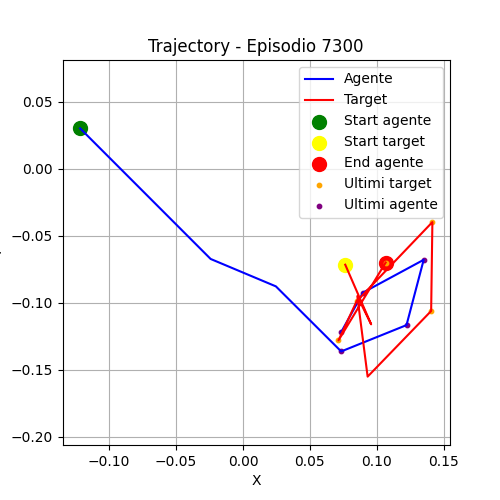 Trajectory - Episodio 7300
Agente
Target
Start agente
Start target
End agente
Ultimi target
Ultimi agente
0.05
0.00
−0.05
−0.10
−0.15
−0.20
−0.10
−0.05
0.00
0.05
0.10
0.15
X